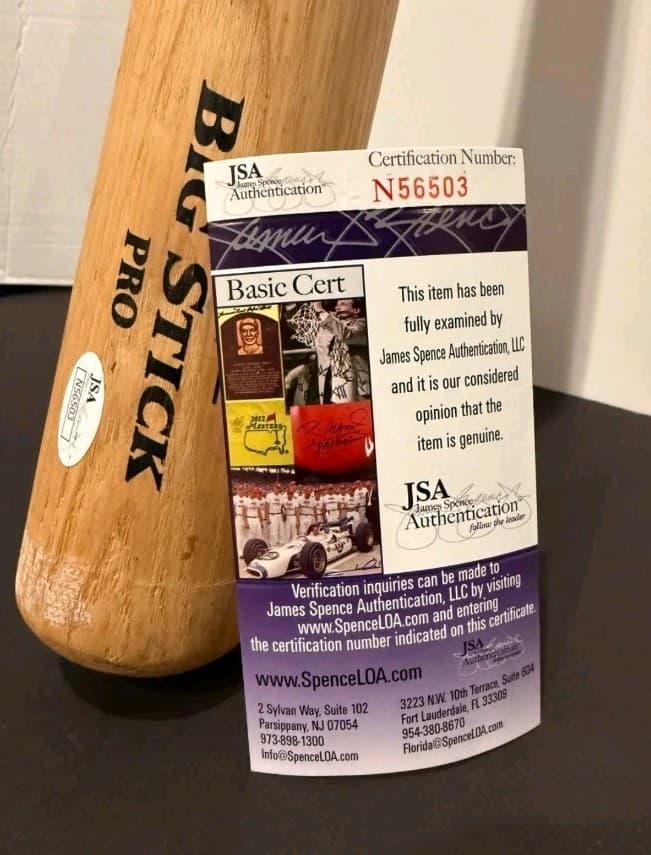 BIG STICK
PRO
JSA
N56503
JSA
James Spence
Authentication
Certification Number:
N56503
Basic Cert
2012
MASTERS
This item has been
fully examined by
James Spence Authentication, LLC
and it is our considered
opinion that the
item is genuine.
JSA
James Spence
Authentication
follow the leader
Verification inquiries can be made to
James Spence Authentication, LLC by visiting
www.SpenceLOA.com and entering
the certification number indicated on this certificate.
JSA
Authentication
www.SpenceLOA.com
2 Sylvan Way, Suite 102
Parsippany, NJ 07054
973-898-1300
Info@SpenceLOA.com
3223 N.W. 10th Terrace, Suite 604
Fort Lauderdale, FL 33309
954-380-8670
Florida@SpenceLOA.com